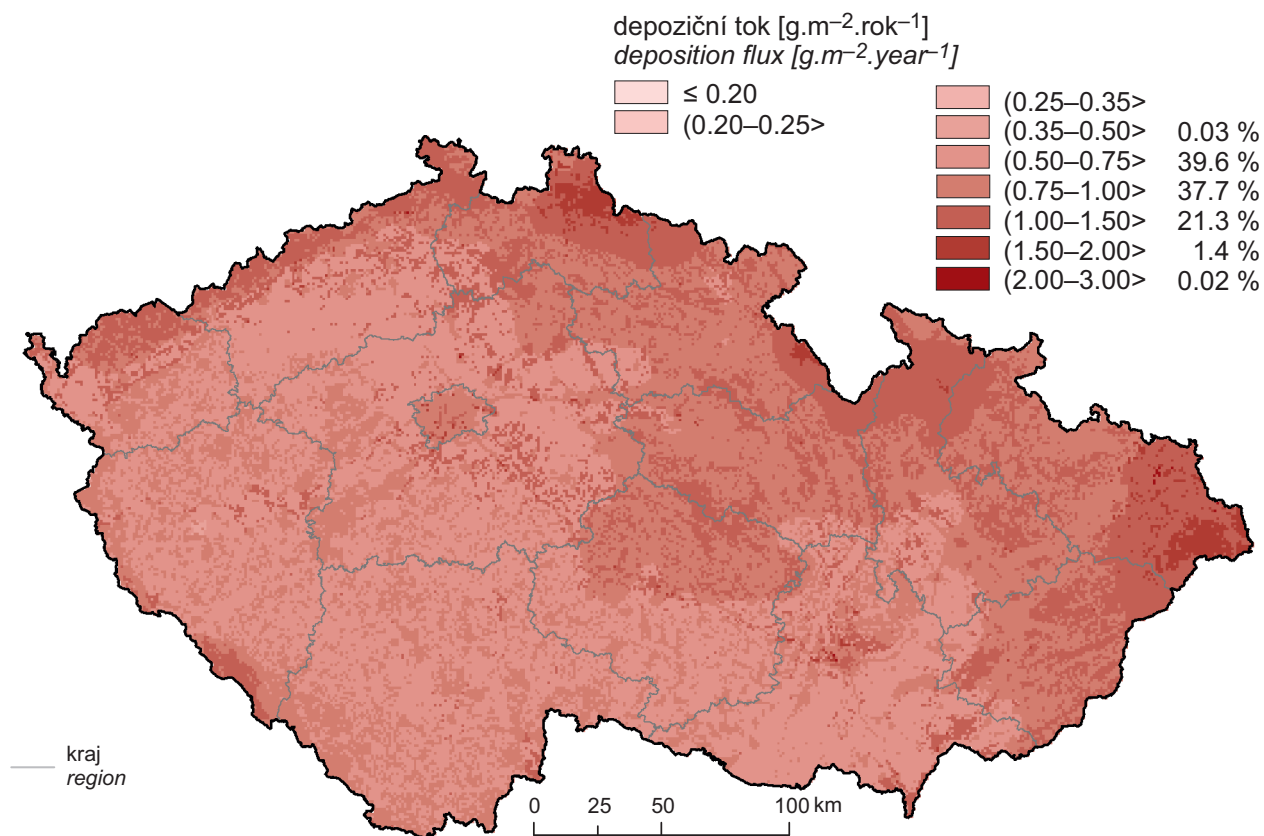 depoziční tok [g.m–2.rok–1]
deposition flux [g.m–2.year–1]
≤ 0.20
(0.20–0.25>
(0.25–0.35>
(0.35–0.50> 0.03 %
(0.50–0.75> 39.6 %
(0.75–1.00> 37.7 %
(1.00–1.50> 21.3 %
(1.50–2.00> 1.4 %
(2.00–3.00> 0.02 %
kraj
region
0 25 50 100 km